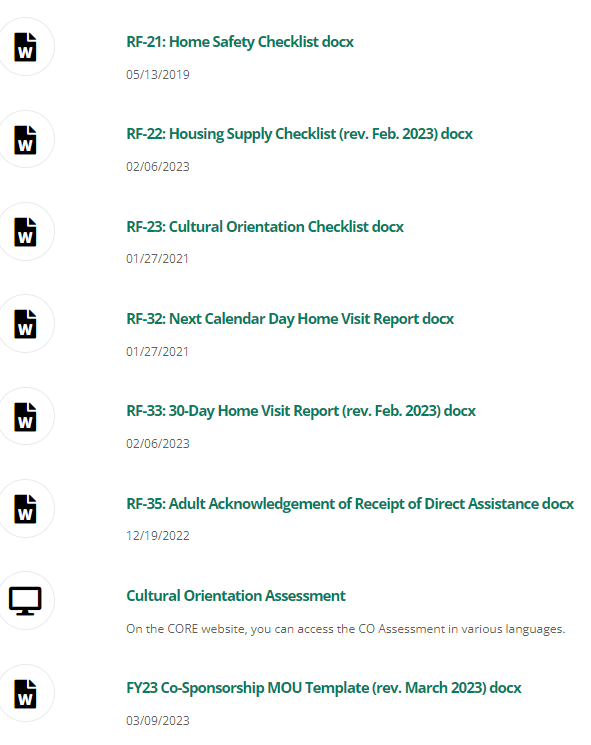 RF-21: Home Safety Checklist docx
05/13/2019
RF-22: Housing Supply Checklist (rev. Feb. 2023) docx
02/06/2023
RF-23: Cultural Orientation Checklist docx
01/27/2021
RF-32: Next Calendar Day Home Visit Report docx
01/27/2021
RF-33: 30-Day Home Visit Report (rev. Feb. 2023) docx
02/06/2023
RF-35: Adult Acknowledgement of Receipt of Direct Assistance docx
12/19/2022
Cultural Orientation Assessment
On the CORE website, you can access the CO Assessment in various languages.
FY23 Co-Sponsorship MOU Template (rev. March 2023) docx
03/09/2023